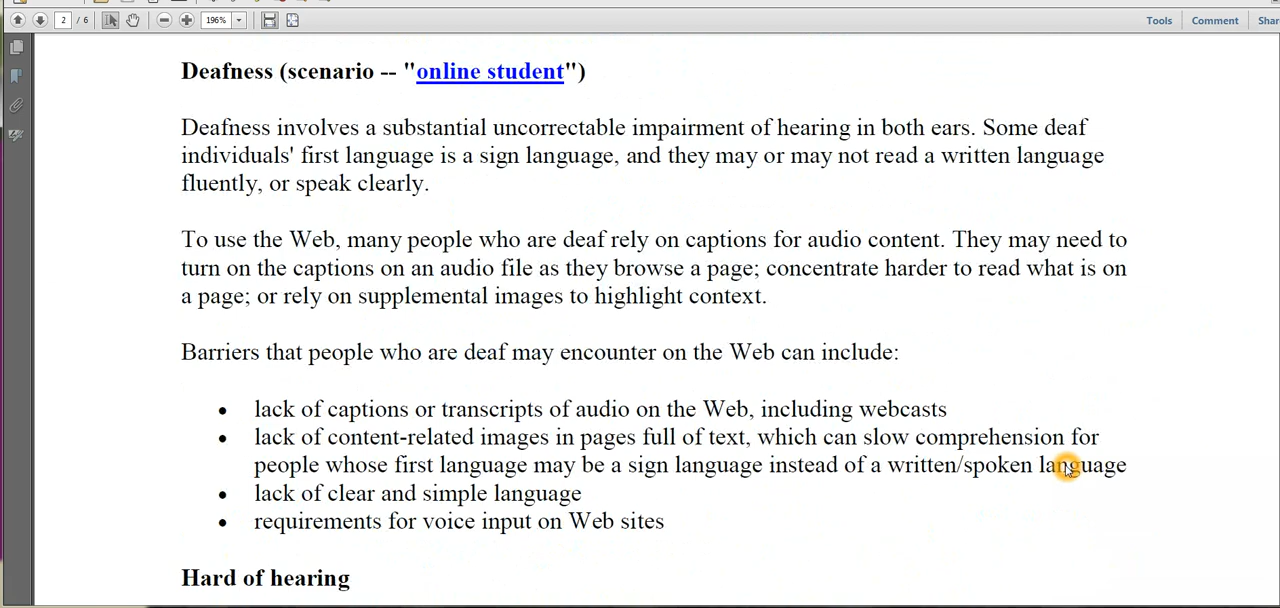 2 / 6 196% Tools Comment
Deafness (scenario -- "online student")
Deafness involves a substantial uncorrectable impairment of hearing in both ears. Some deaf
individuals' first language is a sign language, and they may or may not read a written language
fluently, or speak clearly.
To use the Web, many people who are deaf rely on captions for audio content. They may need to
turn on the captions on an audio file as they browse a page; concentrate harder to read what is on
a page; or rely on supplemental images to highlight context.
Barriers that people who are deaf may encounter on the Web can include:
• lack of captions or transcripts of audio on the Web, including webcasts
• lack of content-related images in pages full of text, which can slow comprehension for
people whose first language may be a sign language instead of a written/spoken language
• lack of clear and simple language
• requirements for voice input on Web sites
Hard of hearing